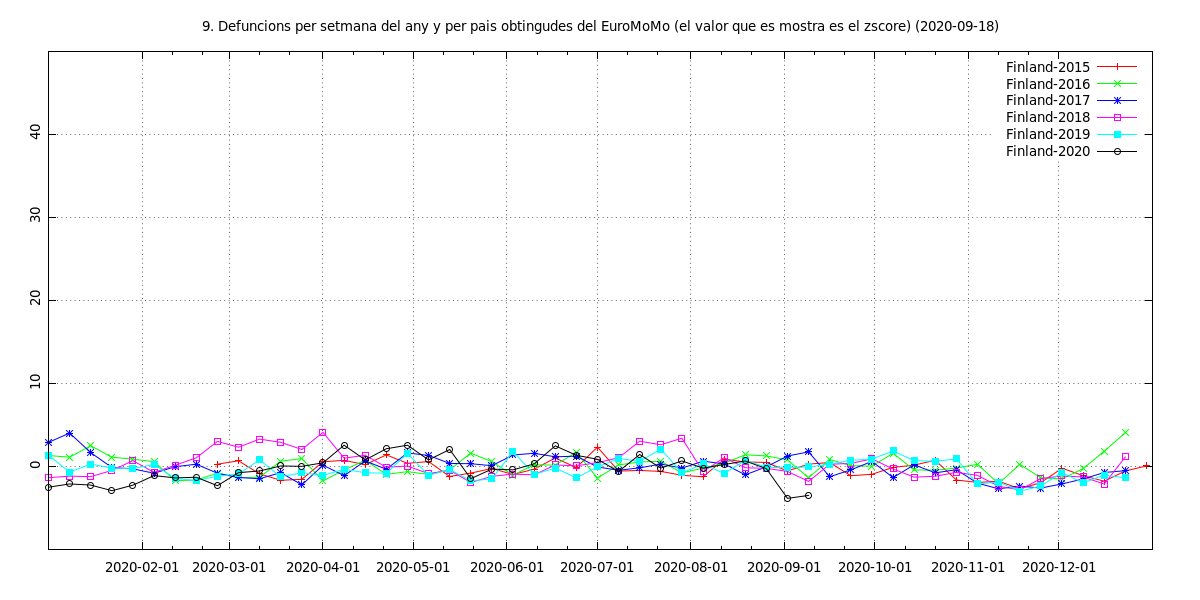 9. Defuncions per setmana del any y per pais obtingudes del EuroMoMo (el valor que es mostra es el zscore) (2020-09-18)
Finland-2015
Finland-2016
Finland-2017
Finland-2018
Finland-2019
Finland-2020
40
30
20
10
0
2020-02-01 2020-03-01 2020-04-01 2020-05-01 2020-06-01 2020-07-01 2020-08-01 2020-09-01 2020-10-01 2020-11-01 2020-12-01